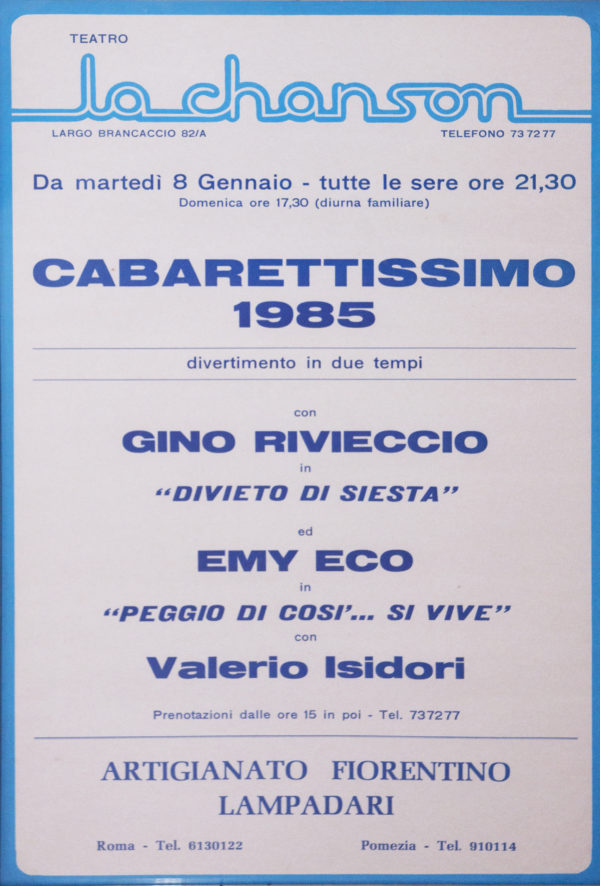 TEATRO
la chanson
LARGO BRANCACCIO 82/A TELEFONO 73 72 77
Da martedì 8 Gennaio - tutte le sere ore 21,30
Domenica ore 17,30 (diurna familiare)
CABARETTISSIMO
1985
divertimento in due tempi
con
GINO RIVIECCIO
in
“DIVIETO DI SIESTA”
ed
EMY ECO
in
“PEGGIO DI COSI’... SI VIVE”
con
Valerio Isidori
Prenotazioni dalle ore 15 in poi - Tel. 737277
ARTIGIANATO FIORENTINO
LAMPADARI
Roma - Tel. 6130122 Pomezia - Tel. 910114